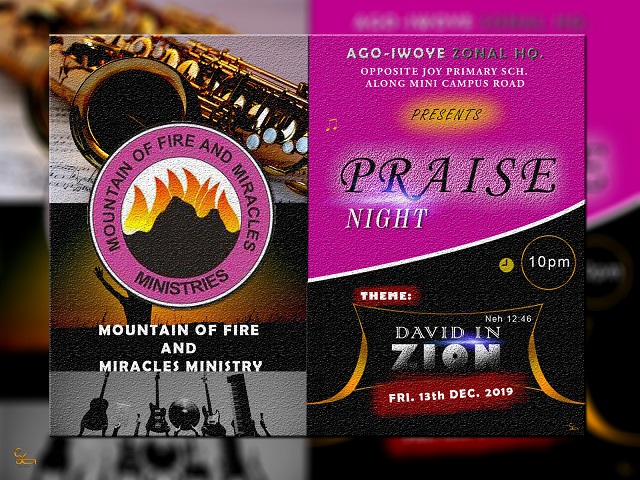 MOUNTAIN OF FIRE AND MIRACLES
MINISTRIES
MOUNTAIN OF FIRE
AND
MIRACLES MINISTRY
AGO-IWOYE ZONAL HQ.
OPPOSITE JOY PRIMARY SCH.
ALONG MINI CAMPUS ROAD
PRESENTS
PRAISE
NIGHT
10pm
THEME:
Neh 12:46
DAVID IN
ZION
FRI. 13th DEC. 2019